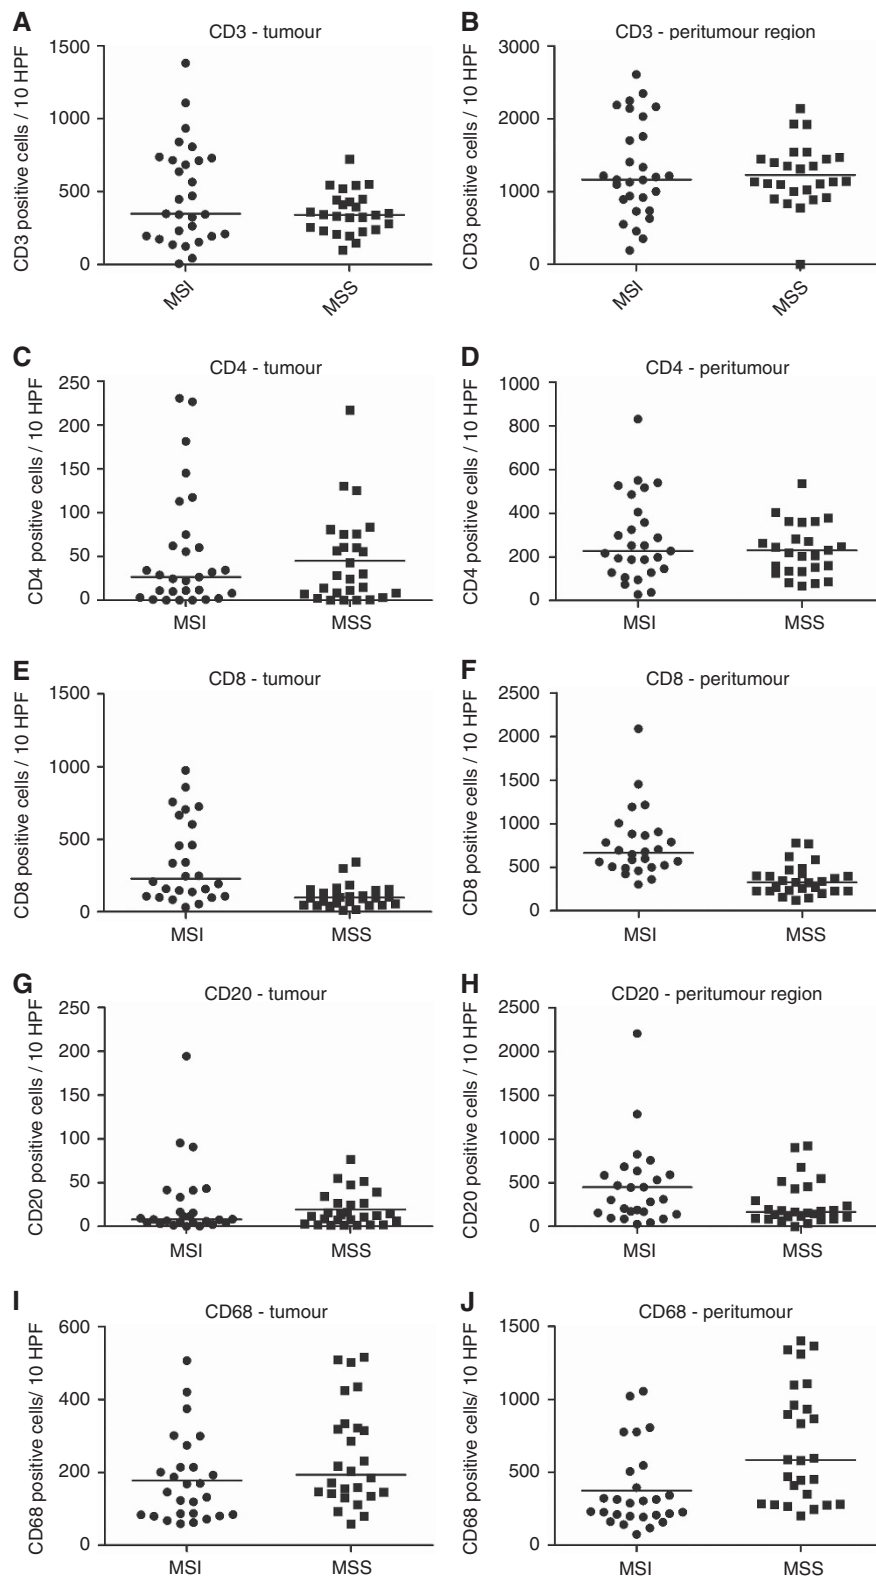 A
CD3 - tumour
CD3 positive cells / 10 HPF
1500
1000
500
0
MSI
MSS
B
CD3 - peritumour region
CD3 positive cells / 10 HPF
3000
2000
1000
0
MSI
MSS
C
CD4 - tumour
CD4 positive cells / 10 HPF
250
200
150
100
50
0
MSI
MSS
D
CD4 - peritumour
CD4 positive cells / 10 HPF
1000
800
600
400
200
0
MSI
MSS
E
CD8 - tumour
CD8 positive cells / 10 HPF
1500
1000
500
0
MSI
MSS
F
CD8 - peritumour
CD8 positive cells / 10 HPF
2500
2000
1500
1000
500
0
MSI
MSS
G
CD20 - tumour
CD20 positive cells / 10 HPF
250
200
150
100
50
0
MSI
MSS
H
CD20 - peritumour region
CD20 positive cells / 10 HPF
2500
2000
1500
1000
500
0
MSI
MSS
I
CD68 - tumour
CD68 positive cells/ 10 HPF
600
400
200
0
MSI
MSS
J
CD68 - peritumour
CD68 positive cells/ 10 HPF
1500
1000
500
0
MSI
MSS